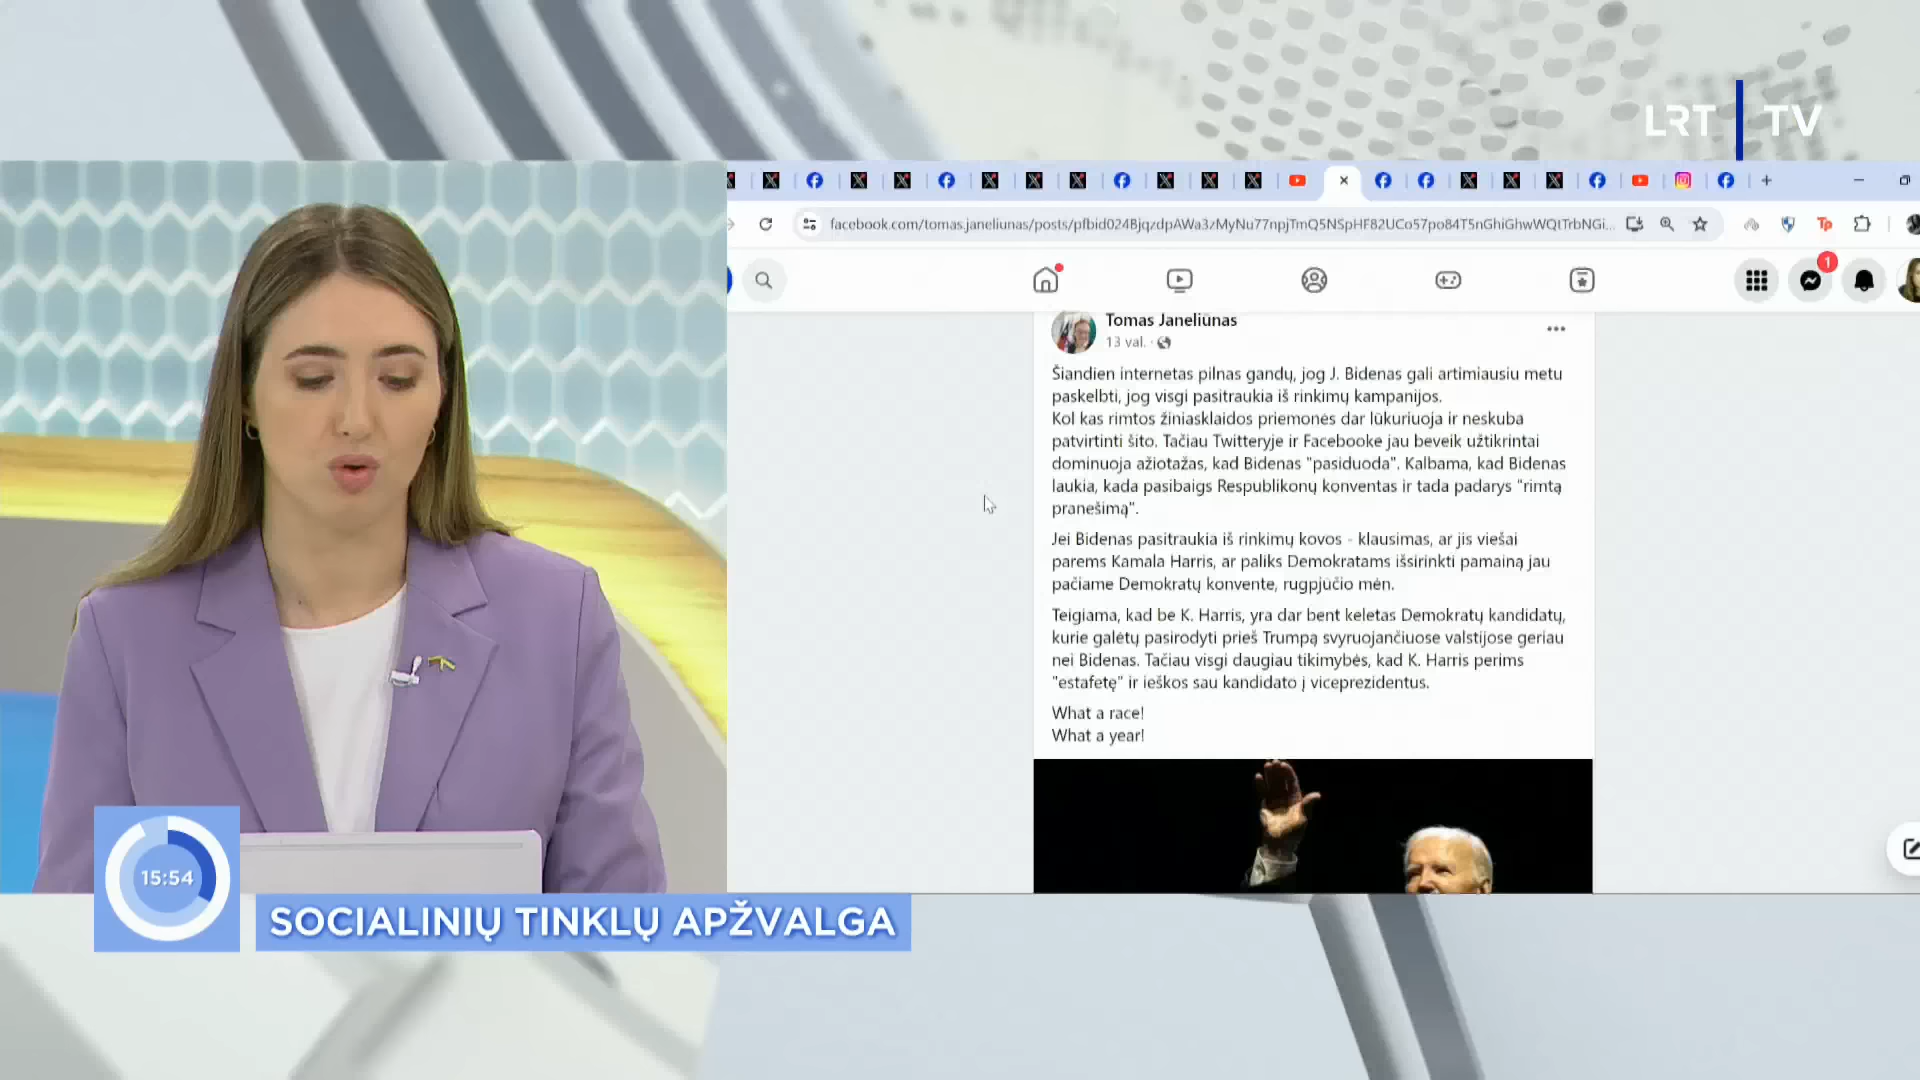 LRT TV
facebook.com/tomas.janeliunas/posts/pfbid024BjqzdpAWa3zMyNu77npjTmQ5NSpHF82UCo57po84T5nGhiGhwWQtTrbNGi...
1
Tomas Janeliūnas
13 val.
Šiandien internetas pilnas gandų, jog J. Bidenas gali artimiausiu metu
paskelbti, jog visgi pasitraukia iš rinkimų kampanijos.
Kol kas rimtos žiniasklaidos priemonės dar lūkuriuoja ir neskuba
patvirtinti šito. Tačiau Twitteryje ir Facebooke jau beveik užtikrintai
dominuoja ažiotažas, kad Bidenas "pasiduoda". Kalbama, kad Bidenas
laukia, kada pasibaigs Respublikonų konventas ir tada padarys "rimtą
pranešimą".
Jei Bidenas pasitraukia iš rinkimų kovos - klausimas, ar jis viešai
parems Kamala Harris, ar paliks Demokratams išsirinkti pamainą jau
pačiame Demokratų konvente, rugpjūčio mėn.
Teigiama, kad be K. Harris, yra dar bent keletas Demokratų kandidatų,
kurie galėtų pasirodyti prieš Trumpą svyruojančiuose valstijose geriau
nei Bidenas. Tačiau visgi daugiau tikimybės, kad K. Harris perims
"estafetę" ir ieškos sau kandidato į viceprezidentus.
What a race!
What a year!
15:54
SOCIALINIŲ TINKLŲ APŽVALGA